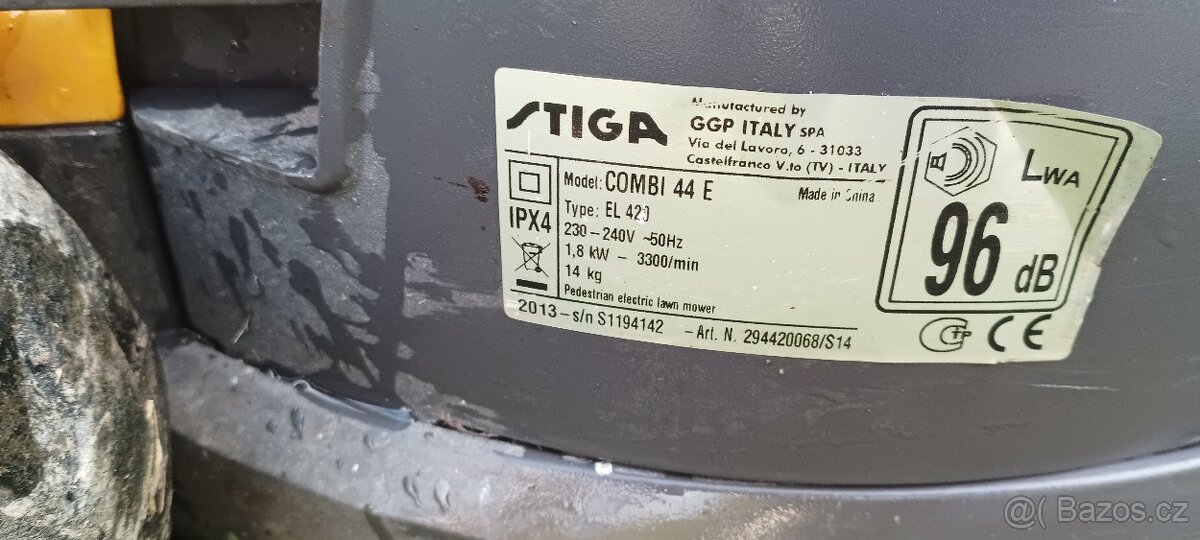 STIGA
Manufactured by
GGP ITALY SPA
Via del Lavoro, 6 - 31033
Castelfranco V.to (TV) - ITALY
Model: COMBI 44 E
Made in China
Type: EL 420
IPX4
230-240V ~50Hz
1,8 kW - 3300/min
14 kg
Pedestrian electric lawn mower
2013 - s/n S1194142 - Art. N. 294420068/S14
LWA
96 dB
CE
@ Bazos.cz